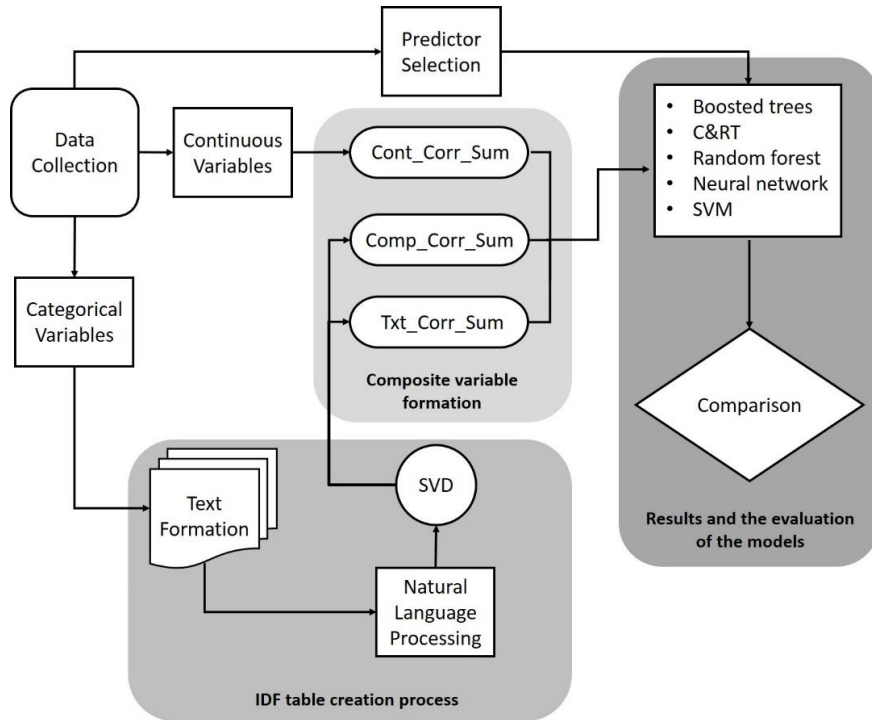 Predictor
Selection
Data
Collection
Continuous
Variables
Cont_Corr_Sum
Comp_Corr_Sum
Txt_Corr_Sum
Composite variable
formation
• Boosted trees
• C&RT
• Random forest
• Neural network
• SVM
Categorical
Variables
Comparison
Results and the evaluation
of the models
Text
Formation
SVD
Natural
Language
Processing
IDF table creation process